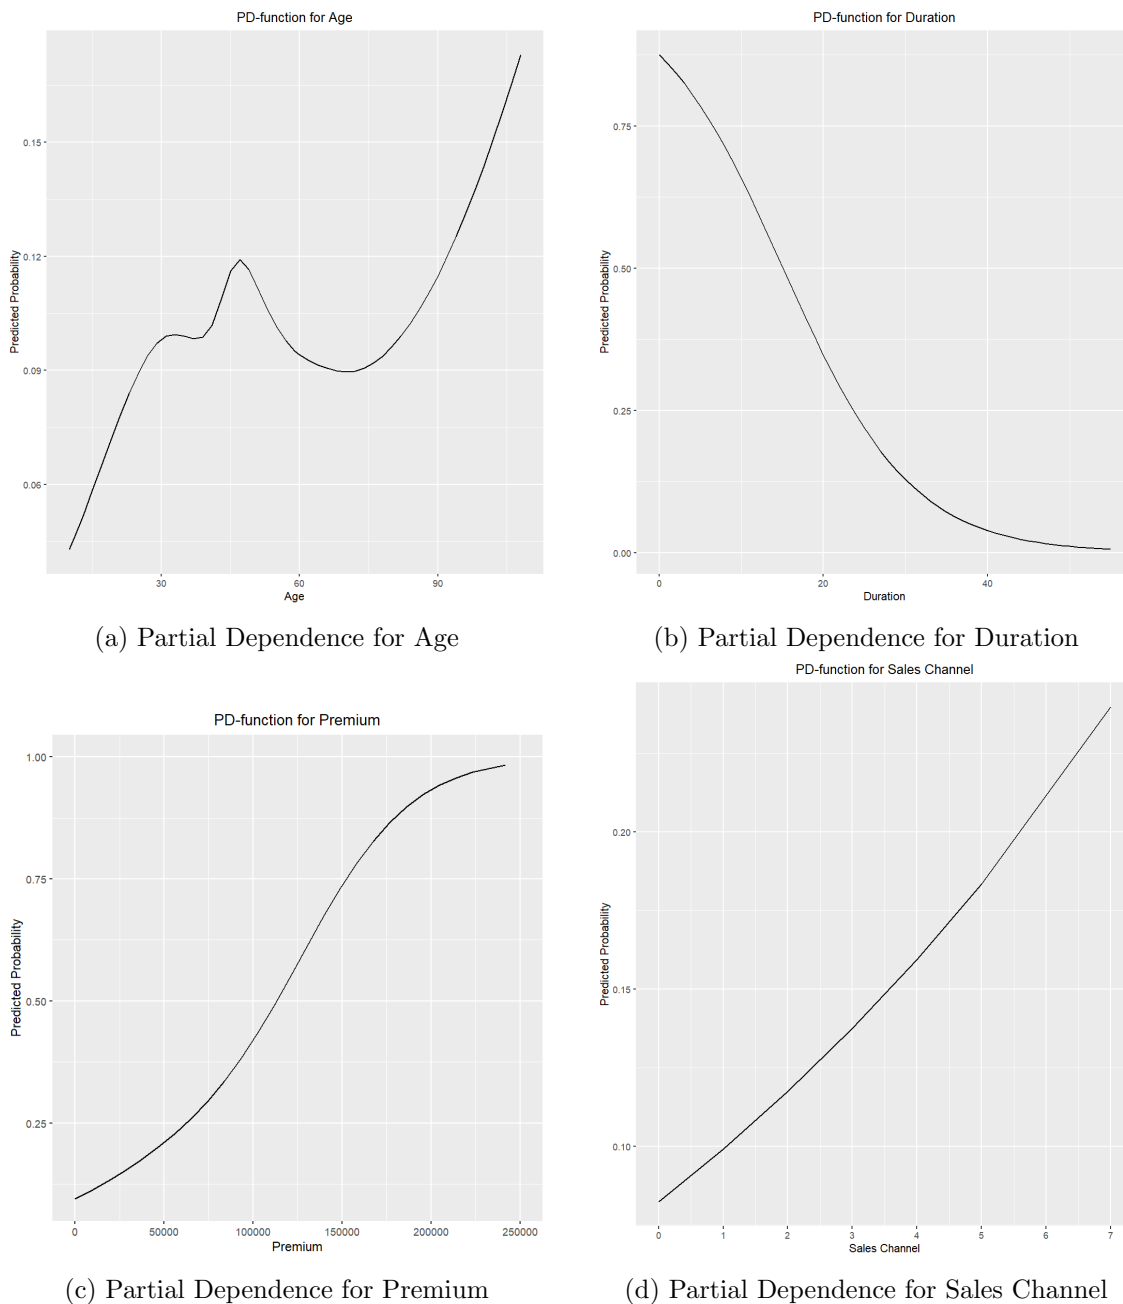 PD-function for Age
Predicted Probability
0.15
0.12
0.09
0.06
30 60 90
Age
(a) Partial Dependence for Age
PD-function for Duration
Predicted Probability
0.75
0.50
0.25
0.00
0 20 40
Duration
(b) Partial Dependence for Duration
PD-function for Premium
Predicted Probability
1.00
0.75
0.50
0.25
0 50000 100000 150000 200000 250000
Premium
(c) Partial Dependence for Premium
PD-function for Sales Channel
Predicted Probability
0.20
0.15
0.10
0 1 2 3 4 5 6 7
Sales Channel
(d) Partial Dependence for Sales Channel